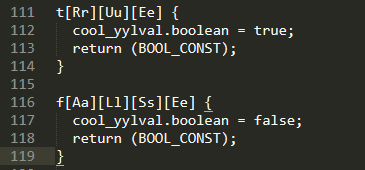 111 t[Rr][Uu][Ee] {
112   cool_yylval.boolean = true;
113   return (BOOL_CONST);
114 }
115
116 f[Aa][Ll][Ss][Ee] {
117   cool_yylval.boolean = false;
118   return (BOOL_CONST);
119 }